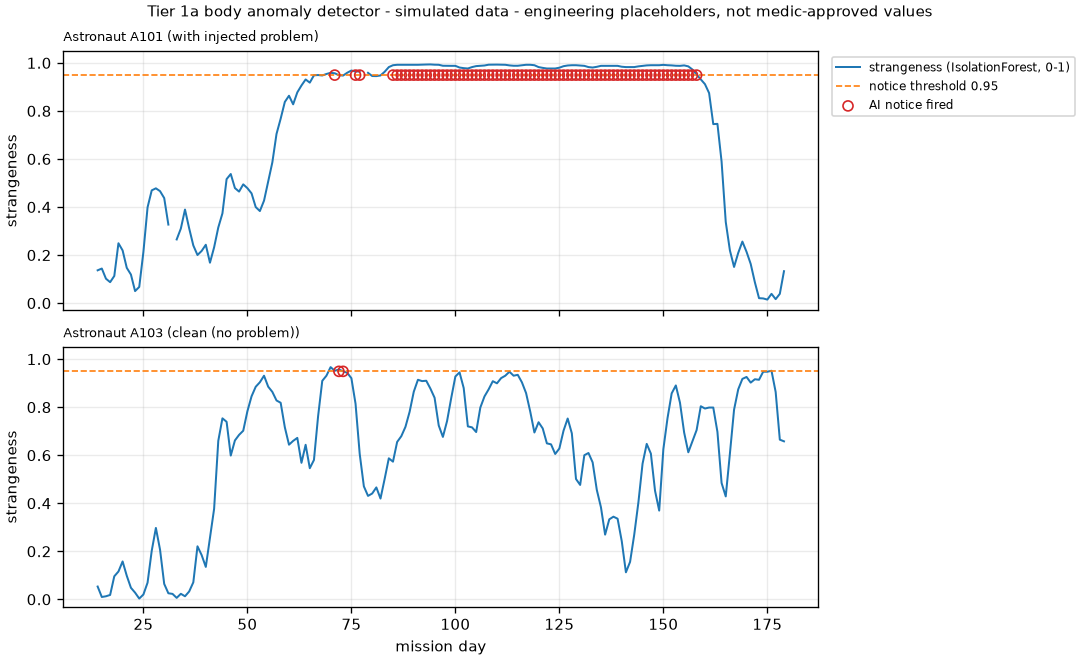 Tier 1a body anomaly detector - simulated data - engineering placeholders, not medic-approved values
Astronaut A101 (with injected problem)
1.0
0.8
0.6
0.4
0.2
0.0
strangeness
strangeness (IsolationForest, 0-1)
notice threshold 0.95
AI notice fired
Astronaut A103 (clean (no problem))
1.0
0.8
0.6
0.4
0.2
0.0
strangeness
25 50 75 100 125 150 175
mission day